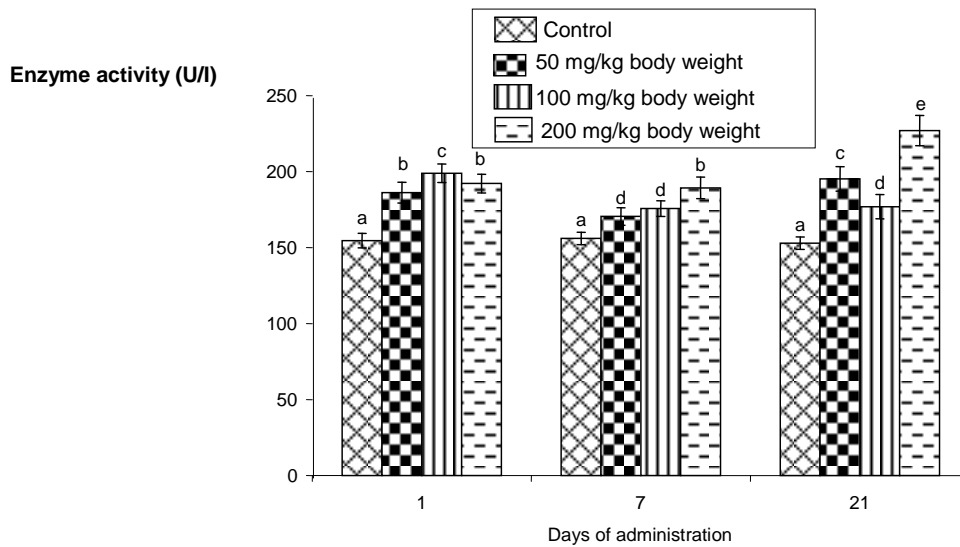 Control
50 mg/kg body weight
100 mg/kg body weight
200 mg/kg body weight
Enzyme activity (U/I)
250
200
150
100
50
0
a
b
c
b
a
d
d
b
a
c
d
e
1
7
21
Days of administration